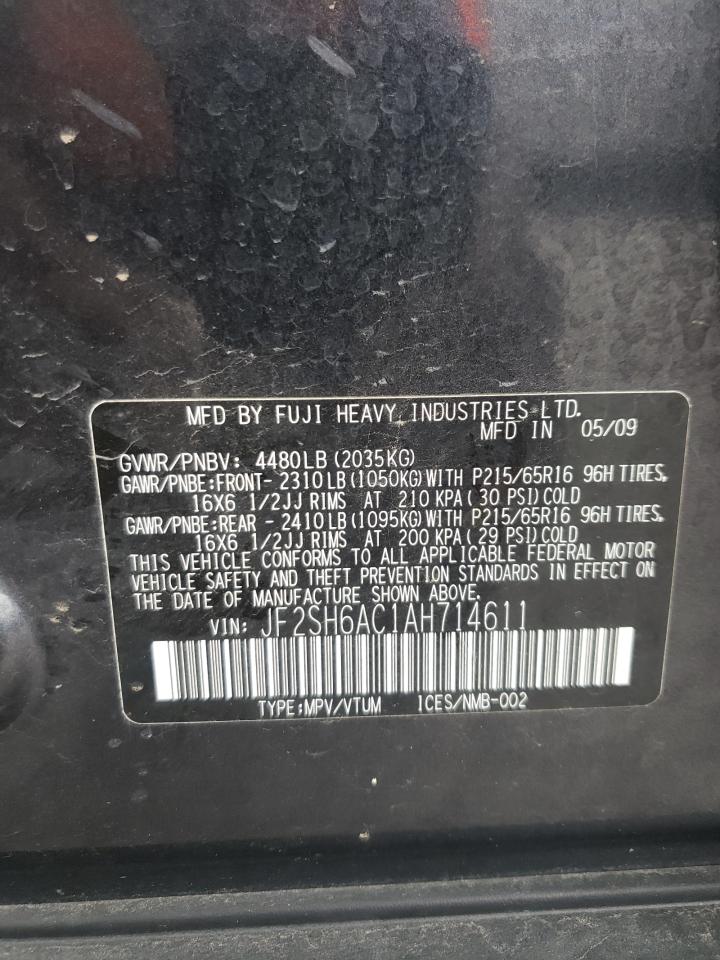 MFD BY FUJI HEAVY INDUSTRIES LTD.
MFD IN 05/09
GVWR/PNBV: 4480LB(2035KG)
GAWR/PNBE:FRONT- 2310LB(1050KG)WITH P215/65R16 96H TIRES.
16X6 1/2JJ RIMS AT 210 KPA(30 PSI)COLD
GAWR/PNBE:REAR - 2410LB(1095KG)WITH P215/65R16 96H TIRES.
16X6 1/2JJ RIMS AT 200 KPA(29 PSI)COLD
THIS VEHICLE CONFORMS TO ALL APPLICABLE FEDERAL MOTOR
VEHICLE SAFETY AND THEFT PREVENTION STANDARDS IN EFFECT ON
THE DATE OF MANUFACTURE SHOWN ABOVE.
VIN: JF2SH6AC1AH714611
TYPE:MPV/VTUM ICES/NMB-002